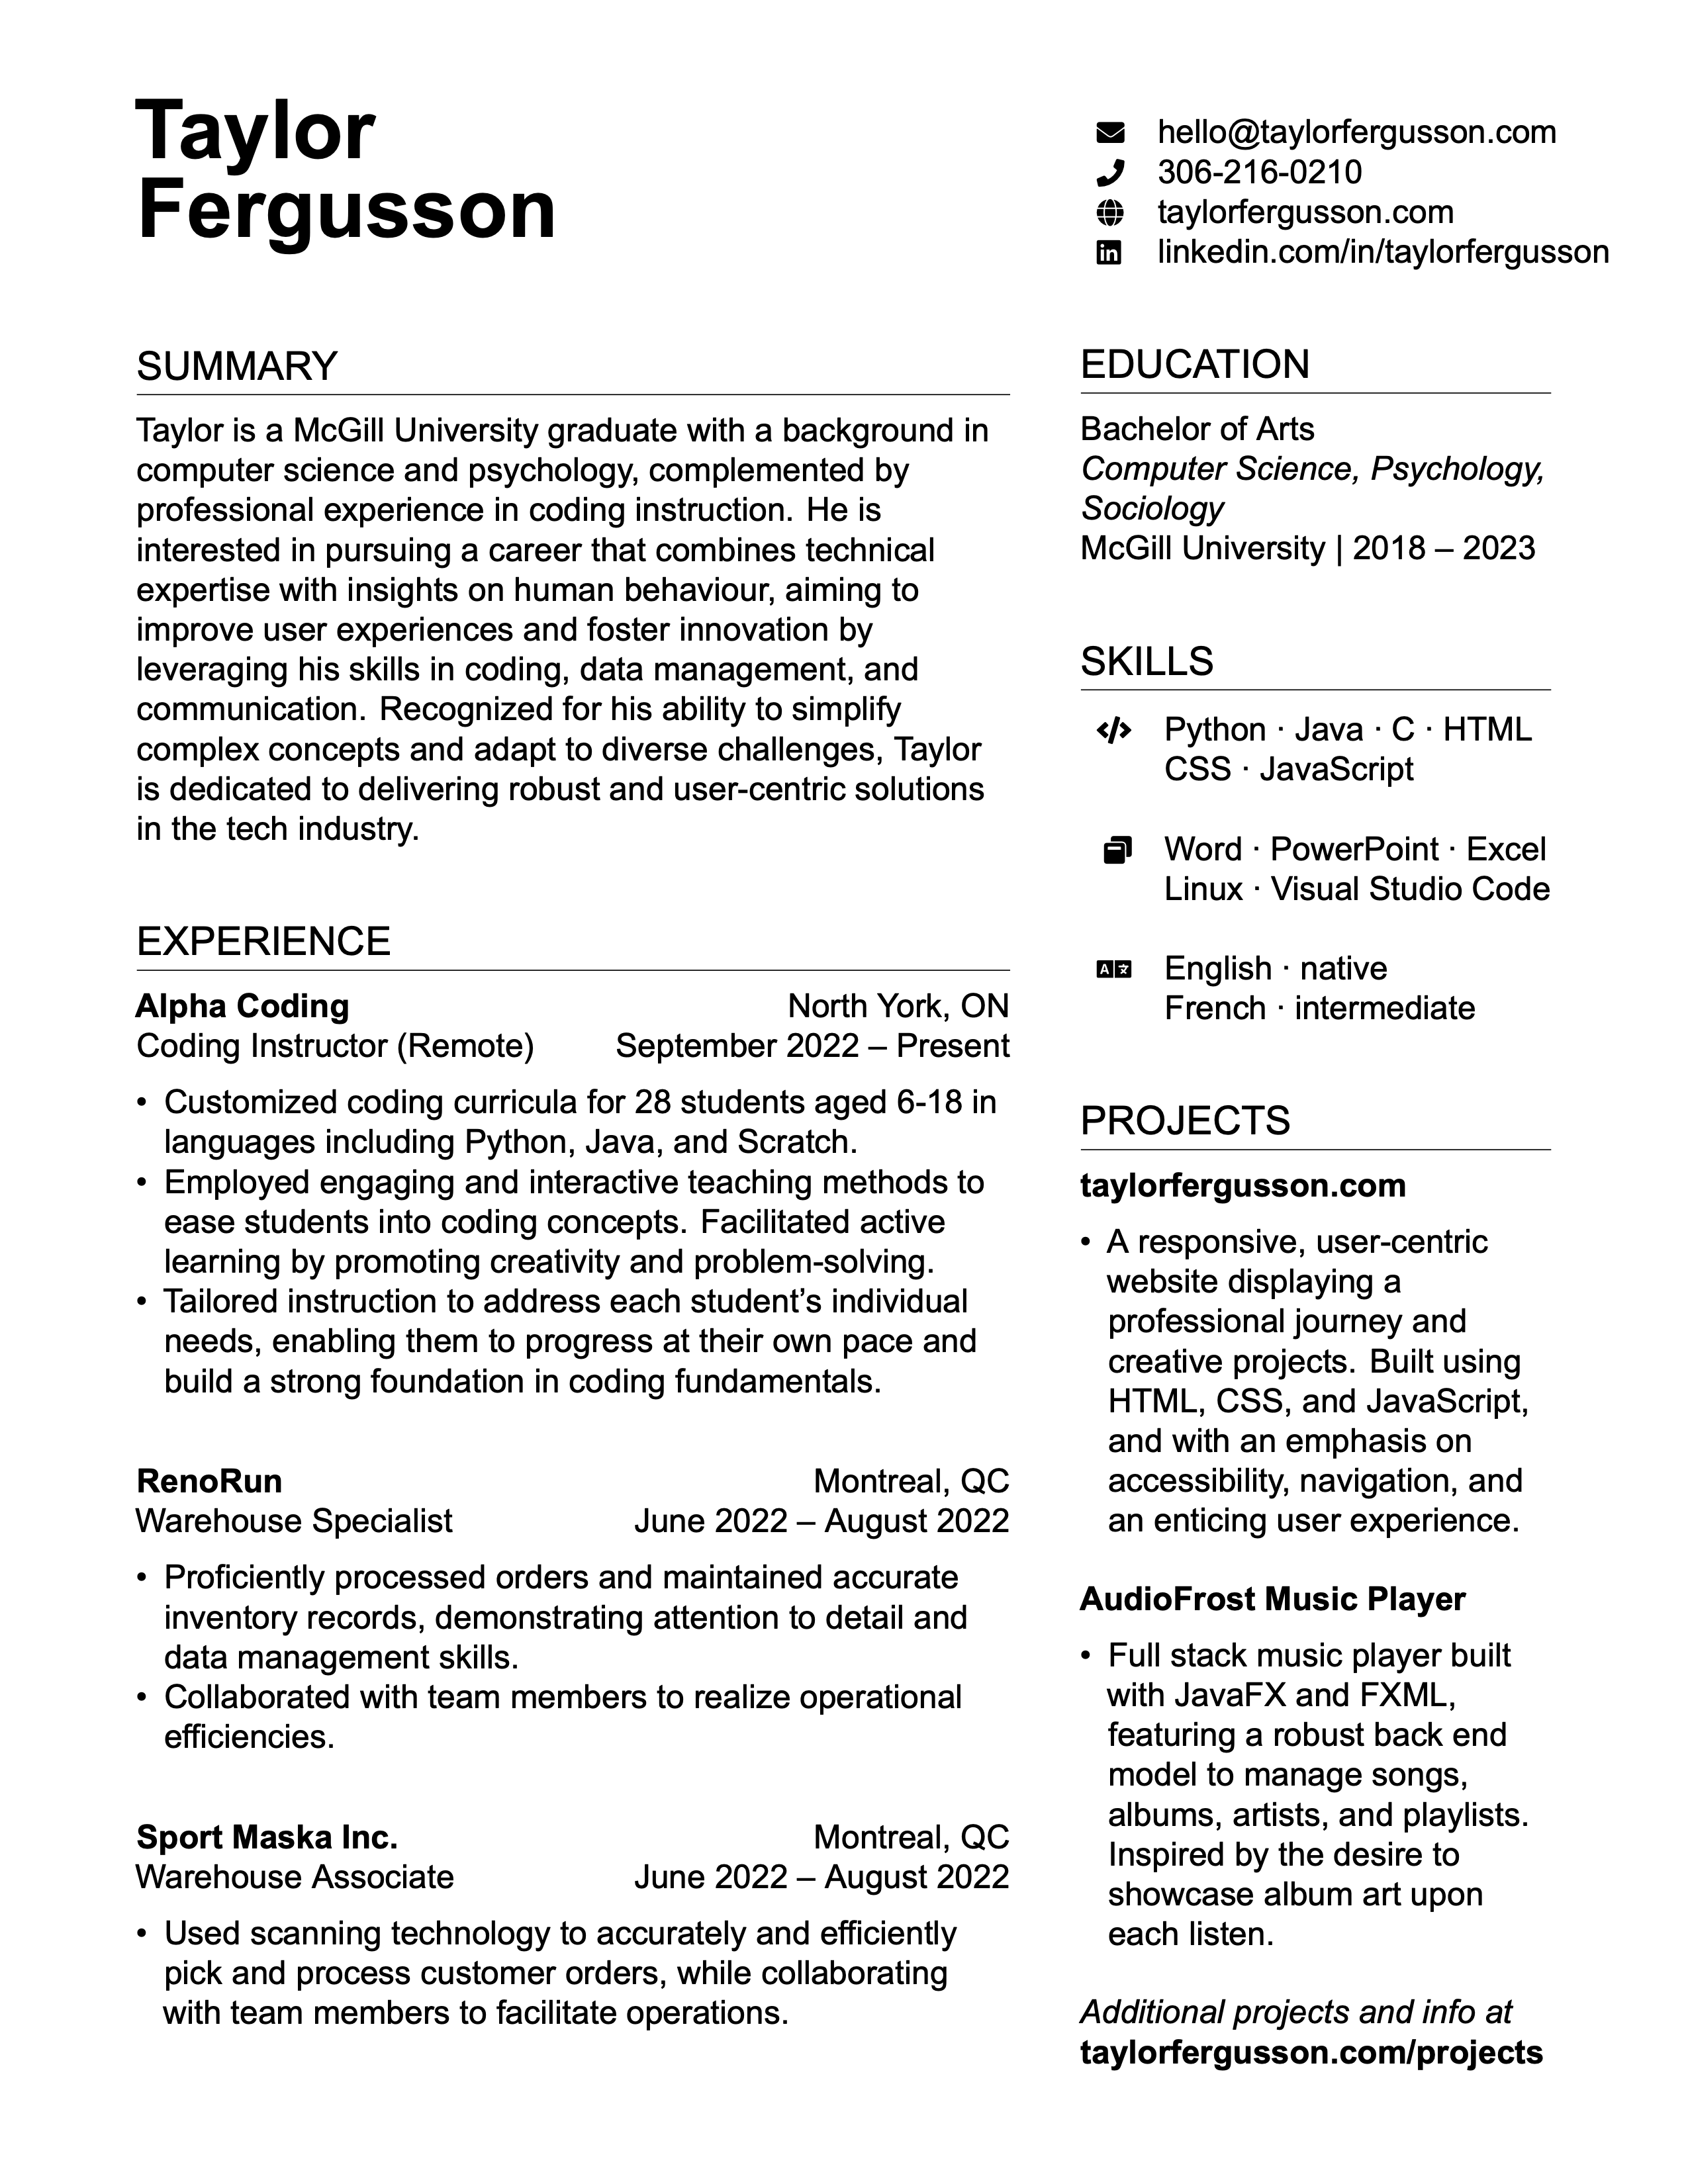 Taylor
Fergusson
hello@taylorfergusson.com
306-216-0210
taylorfergusson.com
linkedin.com/in/taylorfergusson
SUMMARY
Taylor is a McGill University graduate with a background in
computer science and psychology, complemented by
professional experience in coding instruction. He is
interested in pursuing a career that combines technical
expertise with insights on human behaviour, aiming to
improve user experiences and foster innovation by
leveraging his skills in coding, data management, and
communication. Recognized for his ability to simplify
complex concepts and adapt to diverse challenges, Taylor
is dedicated to delivering robust and user-centric solutions
in the tech industry.
EXPERIENCE
Alpha Coding North York, ON
Coding Instructor (Remote) September 2022 – Present
• Customized coding curricula for 28 students aged 6-18 in
languages including Python, Java, and Scratch.
• Employed engaging and interactive teaching methods to
ease students into coding concepts. Facilitated active
learning by promoting creativity and problem-solving.
• Tailored instruction to address each student’s individual
needs, enabling them to progress at their own pace and
build a strong foundation in coding fundamentals.
RenoRun Montreal, QC
Warehouse Specialist June 2022 – August 2022
• Proficiently processed orders and maintained accurate
inventory records, demonstrating attention to detail and
data management skills.
• Collaborated with team members to realize operational
efficiencies.
Sport Maska Inc. Montreal, QC
Warehouse Associate June 2022 – August 2022
• Used scanning technology to accurately and efficiently
pick and process customer orders, while collaborating
with team members to facilitate operations.
EDUCATION
Bachelor of Arts
Computer Science, Psychology,
Sociology
McGill University | 2018 – 2023
SKILLS
Python · Java · C · HTML
CSS · JavaScript
Word · PowerPoint · Excel
Linux · Visual Studio Code
English · native
French · intermediate
PROJECTS
taylorfergusson.com
• A responsive, user-centric
website displaying a
professional journey and
creative projects. Built using
HTML, CSS, and JavaScript,
and with an emphasis on
accessibility, navigation, and
an enticing user experience.
AudioFrost Music Player
• Full stack music player built
with JavaFX and FXML,
featuring a robust back end
model to manage songs,
albums, artists, and playlists.
Inspired by the desire to
showcase album art upon
each listen.
Additional projects and info at
taylorfergusson.com/projects